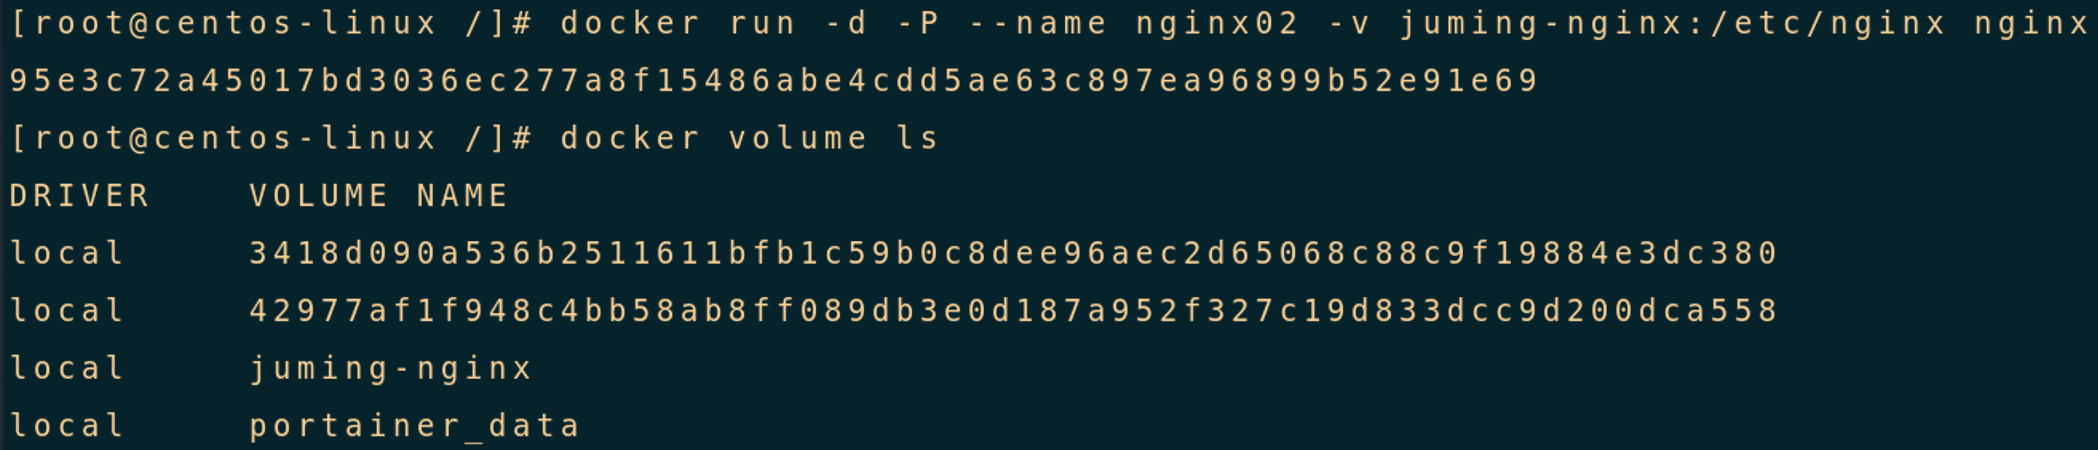 [root@centos-linux /]# docker run -d -P --name nginx02 -v juming-nginx:/etc/nginx nginx
95e3c72a45017bd3036ec277a8f15486abe4cdd5ae63c897ea96899b52e91e69
[root@centos-linux /]# docker volume ls
DRIVER    VOLUME NAME
local     3418d090a536b2511611bfb1c59b0c8dee96aec2d65068c88c9f19884e3dc380
local     42977af1f948c4bb58ab8ff089db3e0d187a952f327c19d833dcc9d200dca558
local     juming-nginx
local     portainer_data